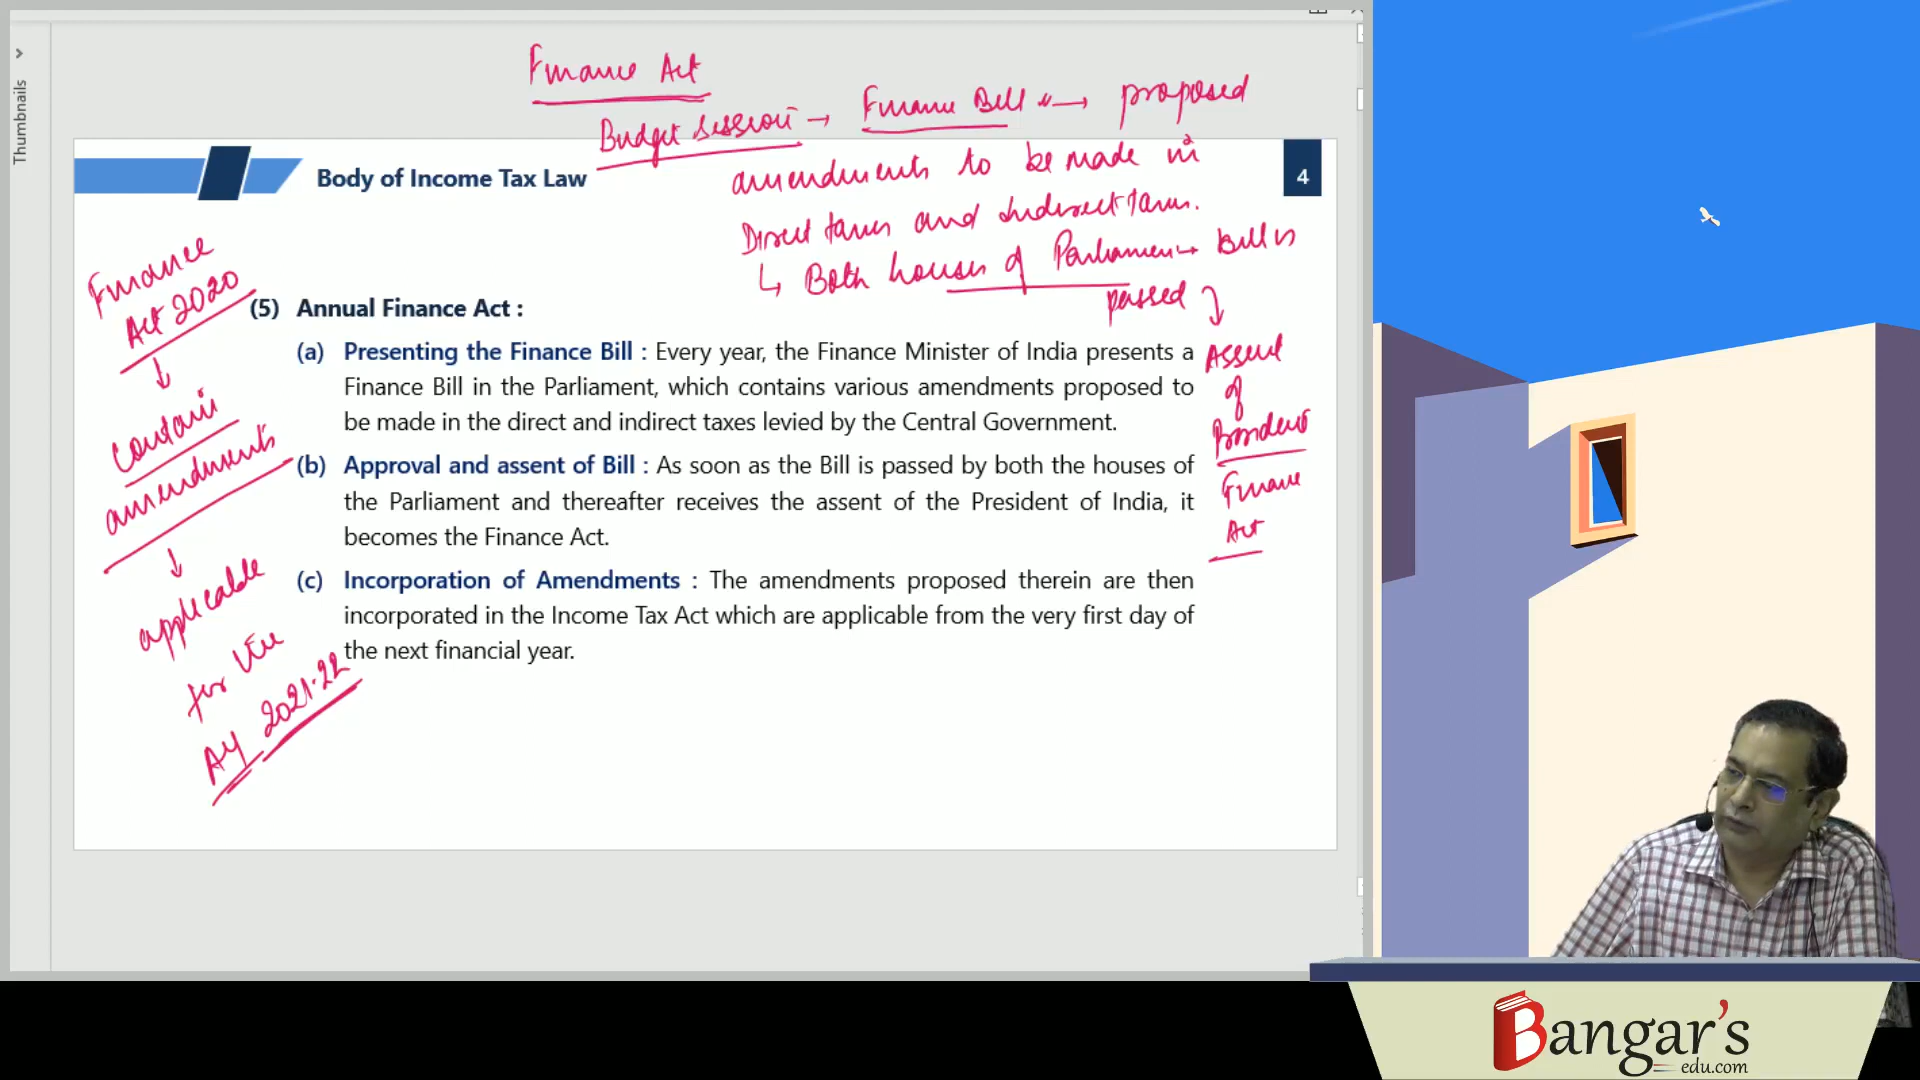 Thumbnails
Finance Act
Budget session → Finance Bill → proposed
amendments to be made in
Direct taxes and Indirect Taxes.
↳ Both houses of Parliament → Bill is
passed
Assent
of
President
Finance
Act
Body of Income Tax Law
4
Finance
Act 2020
↓
contain
amendments
↓
applicable
for the
AY 2021-22
(5) Annual Finance Act :
(a) Presenting the Finance Bill : Every year, the Finance Minister of India presents a
Finance Bill in the Parliament, which contains various amendments proposed to
be made in the direct and indirect taxes levied by the Central Government.
(b) Approval and assent of Bill : As soon as the Bill is passed by both the houses of
the Parliament and thereafter receives the assent of the President of India, it
becomes the Finance Act.
(c) Incorporation of Amendments : The amendments proposed therein are then
incorporated in the Income Tax Act which are applicable from the very first day of
the next financial year.
Bangar's
edu.com